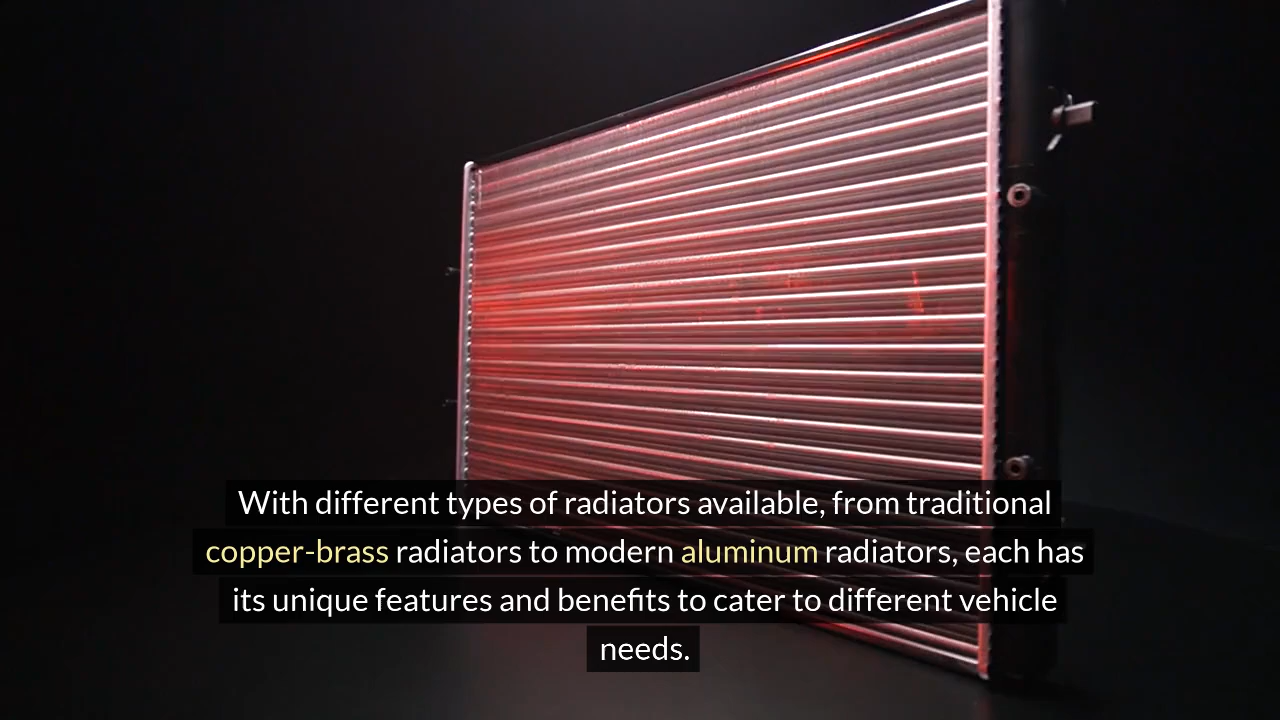 With different types of radiators available, from traditional
copper-brass radiators to modern aluminum radiators, each has
its unique features and benefits to cater to different vehicle
needs.